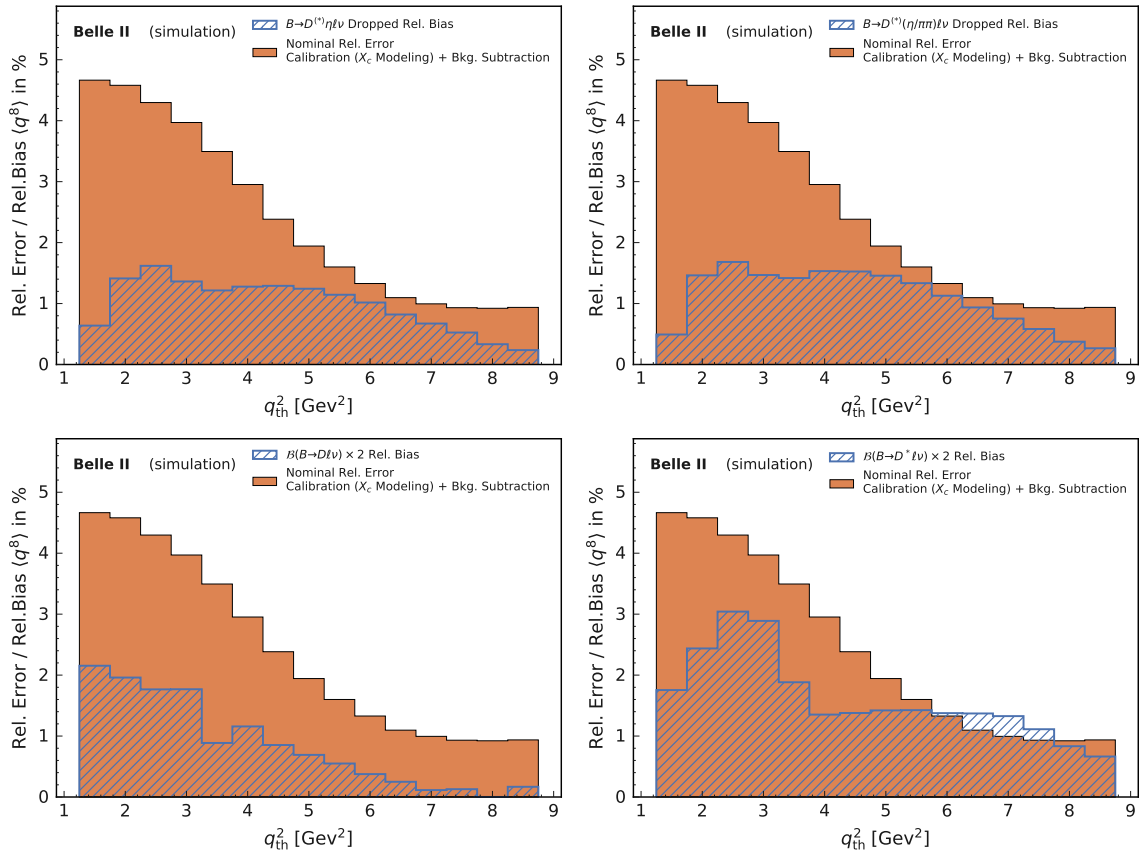 Belle II (simulation)
B→D(*)ηℓν Dropped Rel. Bias
Nominal Rel. Error
Calibration (Xc Modeling) + Bkg. Subtraction
Rel. Error / Rel.Bias ⟨q⁸⟩ in %
5
4
3
2
1
0
1 2 3 4 5 6 7 8 9
q²th [Gev²]
Belle II (simulation)
B→D(*)(η/ππ)ℓν Dropped Rel. Bias
Nominal Rel. Error
Calibration (Xc Modeling) + Bkg. Subtraction
Rel. Error / Rel.Bias ⟨q⁸⟩ in %
5
4
3
2
1
0
1 2 3 4 5 6 7 8 9
q²th [Gev²]
Belle II (simulation)
ℬ(B→Dℓν) × 2 Rel. Bias
Nominal Rel. Error
Calibration (Xc Modeling) + Bkg. Subtraction
Rel. Error / Rel.Bias ⟨q⁸⟩ in %
5
4
3
2
1
0
1 2 3 4 5 6 7 8 9
q²th [Gev²]
Belle II (simulation)
ℬ(B→D*ℓν) × 2 Rel. Bias
Nominal Rel. Error
Calibration (Xc Modeling) + Bkg. Subtraction
Rel. Error / Rel.Bias ⟨q⁸⟩ in %
5
4
3
2
1
0
1 2 3 4 5 6 7 8 9
q²th [Gev²]